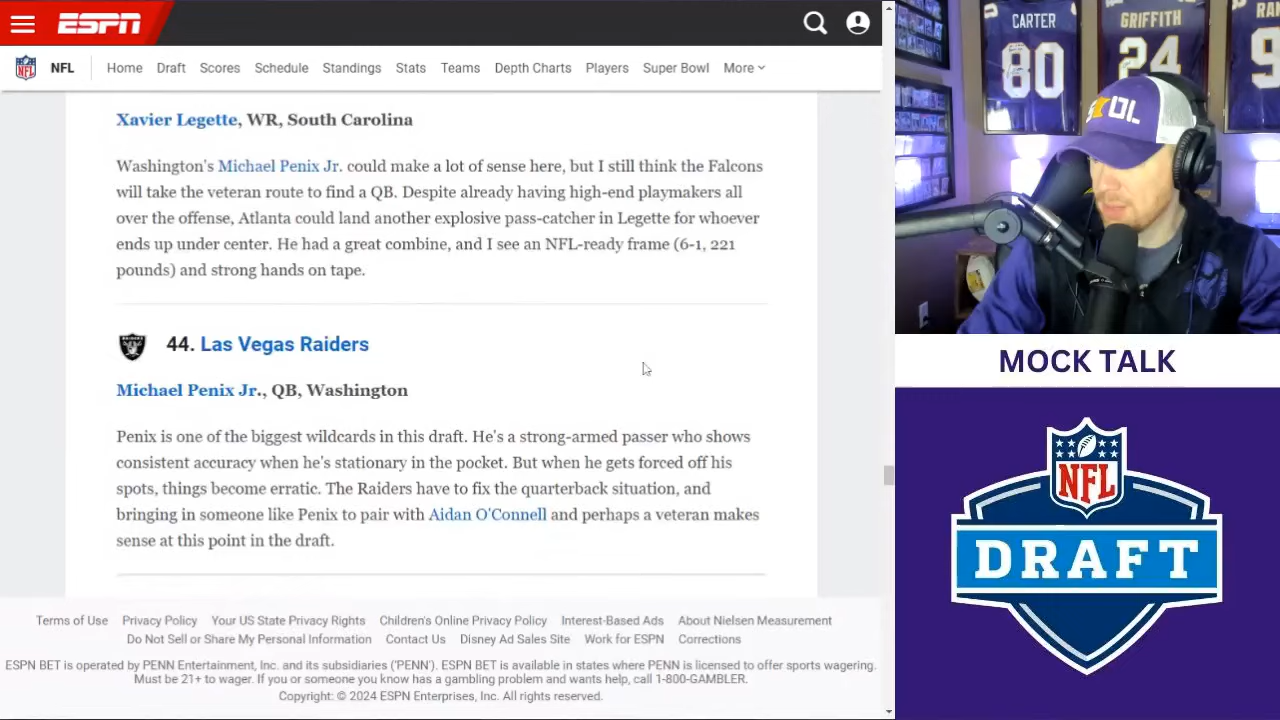 ESPN
NFL
Home
Draft
Scores
Schedule
Standings
Stats
Teams
Depth Charts
Players
Super Bowl
More
Xavier Legette, WR, South Carolina
Washington's Michael Penix Jr. could make a lot of sense here, but I still think the Falcons
will take the veteran route to find a QB. Despite already having high-end playmakers all
over the offense, Atlanta could land another explosive pass-catcher in Legette for whoever
ends up under center. He had a great combine, and I see an NFL-ready frame (6-1, 221
pounds) and strong hands on tape.
44. Las Vegas Raiders
Michael Penix Jr., QB, Washington
Penix is one of the biggest wildcards in this draft. He's a strong-armed passer who shows
consistent accuracy when he's stationary in the pocket. But when he gets forced off his
spots, things become erratic. The Raiders have to fix the quarterback situation, and
bringing in someone like Penix to pair with Aidan O'Connell and perhaps a veteran makes
sense at this point in the draft.
Terms of Use Privacy Policy Your US State Privacy Rights Children's Online Privacy Policy Interest-Based Ads About Nielsen Measurement
Do Not Sell or Share My Personal Information Contact Us Disney Ad Sales Site Work for ESPN Corrections
ESPN BET is operated by PENN Entertainment, Inc. and its subsidiaries ('PENN'). ESPN BET is available in states where PENN is licensed to offer sports wagering.
Must be 21+ to wager. If you or someone you know has a gambling problem and wants help, call 1-800-GAMBLER.
Copyright: © 2024 ESPN Enterprises, Inc. All rights reserved.
CARTER
80
GRIFFITH
24
MOCK TALK
NFL
DRAFT